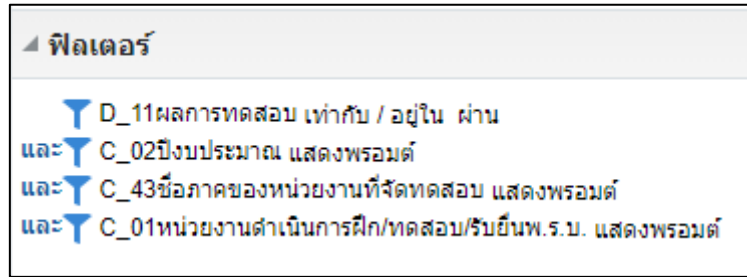 ฟิลเตอร์
D_11ผลการทดสอบ เท่ากับ / อยู่ใน ผ่าน
และ C_02ปีงบประมาณ แสดงพรอมต์
และ C_43ชื่อภาคของหน่วยงานที่จัดทดสอบ แสดงพรอมต์
และ C_01หน่วยงานดำเนินการฝึก/ทดสอบ/รับยื่นพ.ร.บ. แสดงพรอมต์